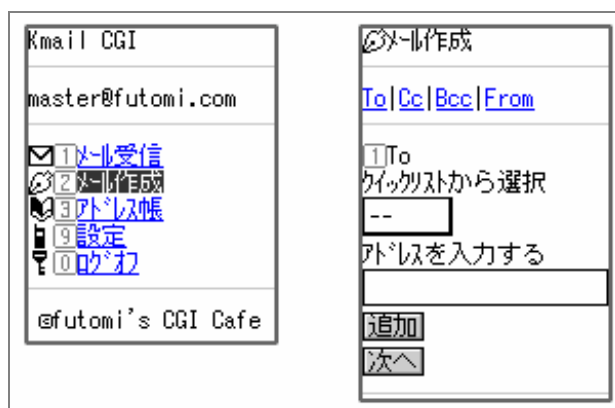 Kmail CGI
master@futomi.com
1ﾒｰﾙ受信
2ﾒｰﾙ作成
3ｱﾄﾞﾚｽ帳
9設定
0ﾛｸﾞｵﾌ
©futomi's CGI Cafe
ﾒｰﾙ作成
To|Cc|Bcc|From
1To
ｸｲｯｸﾘｽﾄから選択
--
ｱﾄﾞﾚｽを入力する
追加
次へ